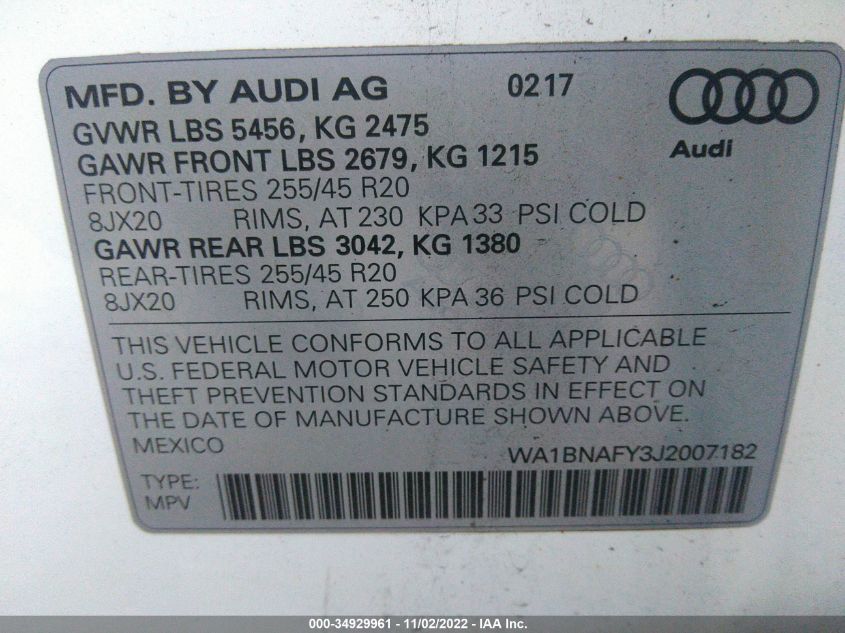 MFD. BY AUDI AG 0217
GVWR LBS 5456, KG 2475
GAWR FRONT LBS 2679, KG 1215
Audi
FRONT-TIRES 255/45 R20
8JX20 RIMS, AT 230 KPA 33 PSI COLD
GAWR REAR LBS 3042, KG 1380
REAR-TIRES 255/45 R20
8JX20 RIMS, AT 250 KPA 36 PSI COLD
THIS VEHICLE CONFORMS TO ALL APPLICABLE
U.S. FEDERAL MOTOR VEHICLE SAFETY AND
THEFT PREVENTION STANDARDS IN EFFECT ON
THE DATE OF MANUFACTURE SHOWN ABOVE.
MEXICO
WA1BNAFY3J2007182
TYPE:
MPV
000-34929961 - 11/02/2022 - IAA Inc.